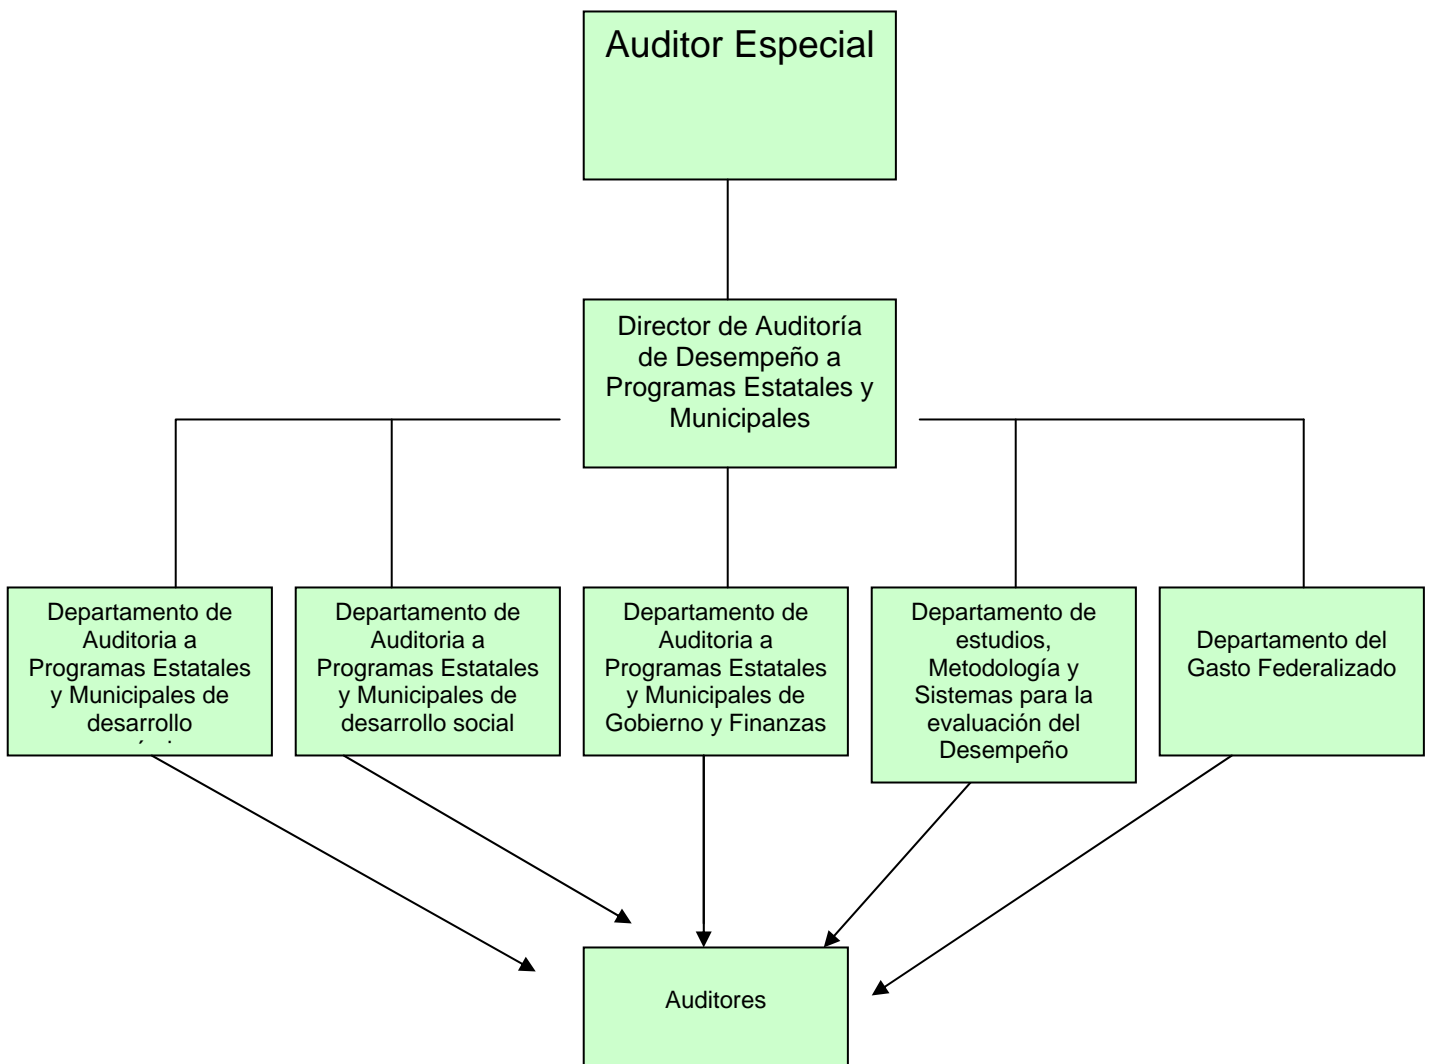 Auditor Especial
Director de Auditoría
de Desempeño a
Programas Estatales y
Municipales
Departamento de
Auditoria a
Programas Estatales
y Municipales de
desarrollo
Departamento de
Auditoria a
Programas Estatales
y Municipales de
desarrollo social
Departamento de
Auditoria a
Programas Estatales
y Municipales de
Gobierno y Finanzas
Departamento de
estudios,
Metodología y
Sistemas para la
evaluación del
Desempeño
Departamento del
Gasto Federalizado
Auditores